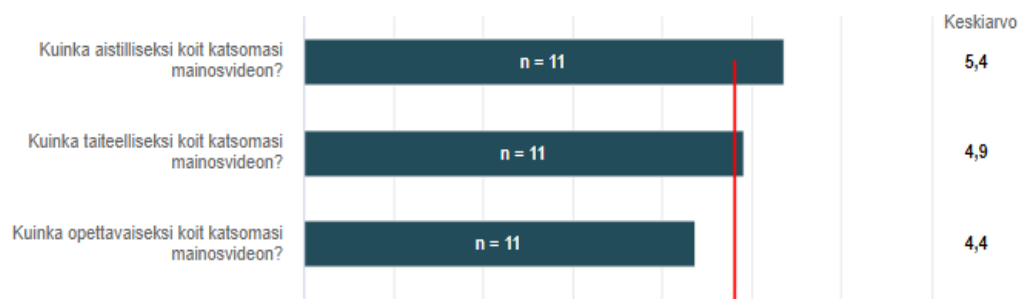 Keskiarvo
Kuinka aistilliseksi koit katsomasi
mainosvideon?
n = 11
5,4
Kuinka taiteelliseksi koit katsomasi
mainosvideon?
n = 11
4,9
Kuinka opettavaiseksi koit katsomasi
mainosvideon?
n = 11
4,4